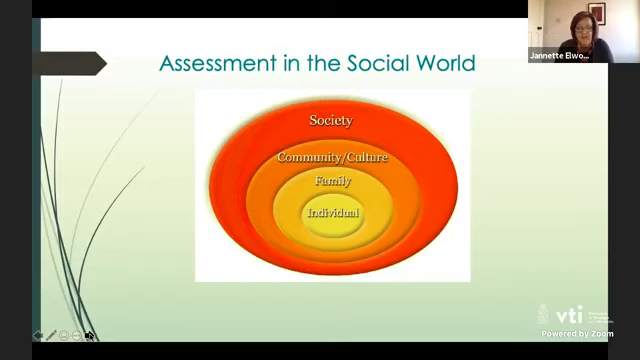 Assessment in the Social World
Jannette Elwo...
Society
Community/Culture
Family
Individual
vti
Powered by Zoom